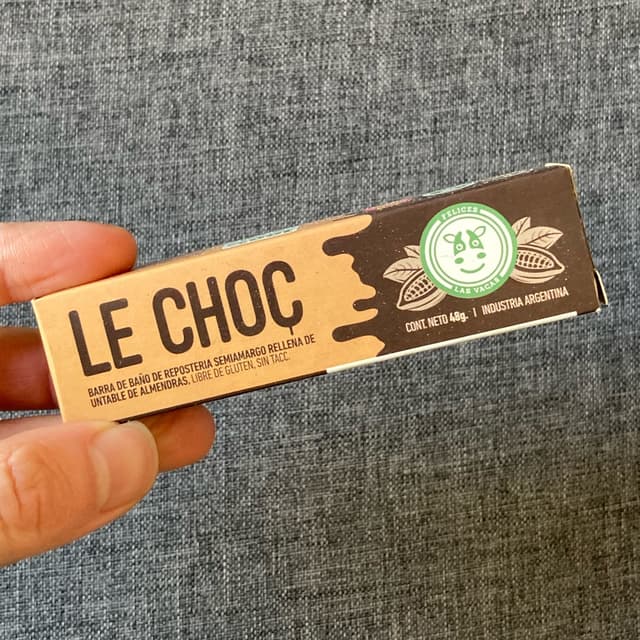 LE CHOÇ
BARRA DE BAÑO DE REPOSTERIA SEMIAMARGO RELLENA DE
UNTABLE DE ALMENDRAS. LIBRE DE GLUTEN, SIN TACC.
FELICES
LAS VACAS
CONT. NETO 48g. | INDUSTRIA ARGENTINA